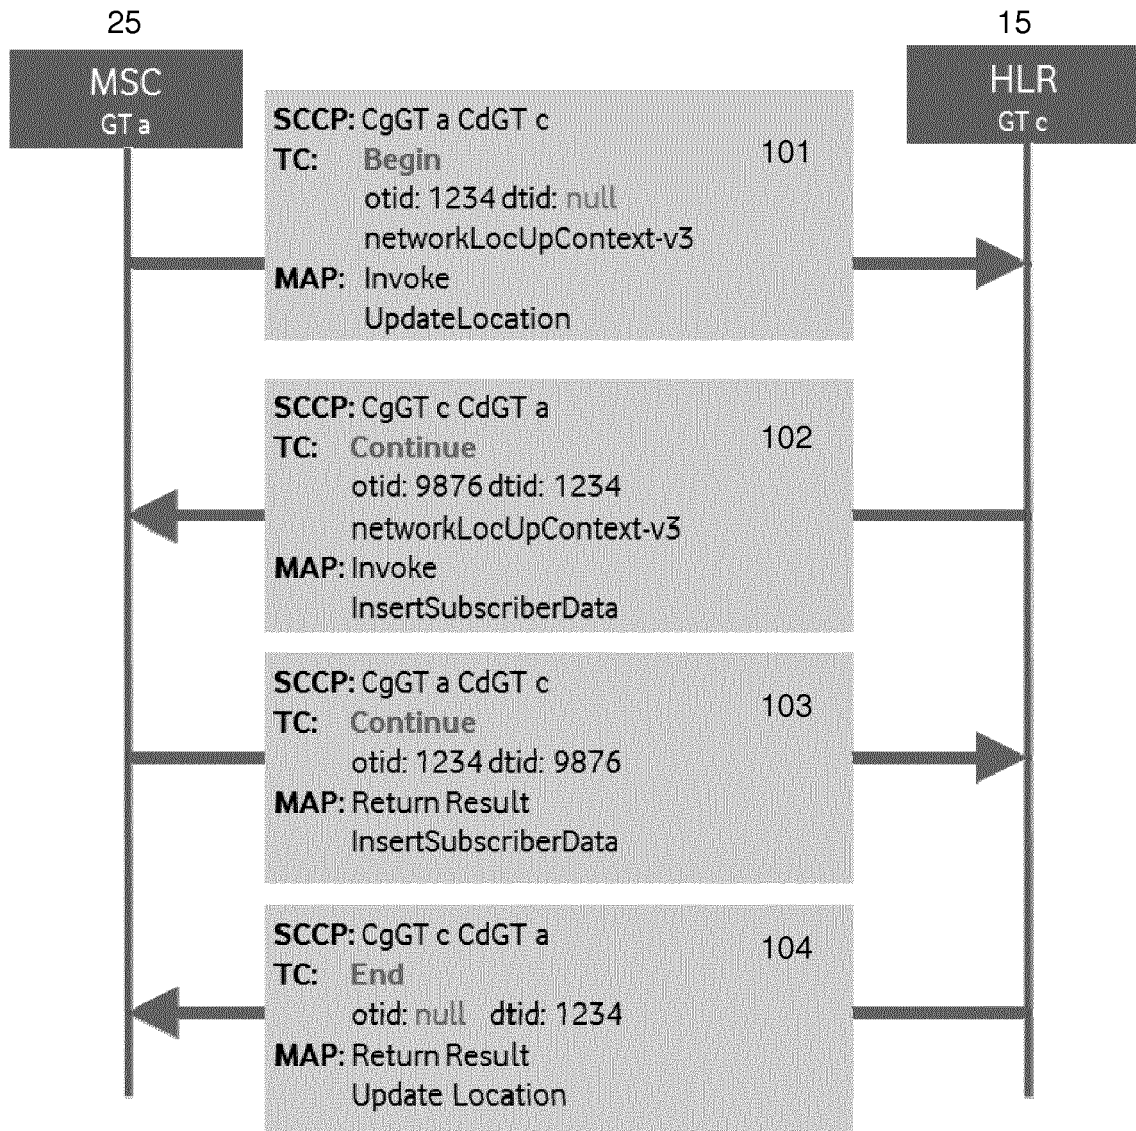 25
15
MSC
GT a
HLR
GT c
SCCP: CgGT a CdGT c
101
TC: Begin
otid: 1234 dtid: null
networkLocUpContext-v3
MAP: Invoke
UpdateLocation
SCCP: CgGT c CdGT a
102
TC: Continue
otid: 9876 dtid: 1234
networkLocUpContext-v3
MAP: Invoke
InsertSubscriberData
SCCP: CgGT a CdGT c
103
TC: Continue
otid: 1234 dtid: 9876
MAP: Return Result
InsertSubscriberData
SCCP: CgGT c CdGT a
104
TC: End
otid: null dtid: 1234
MAP: Return Result
Update Location